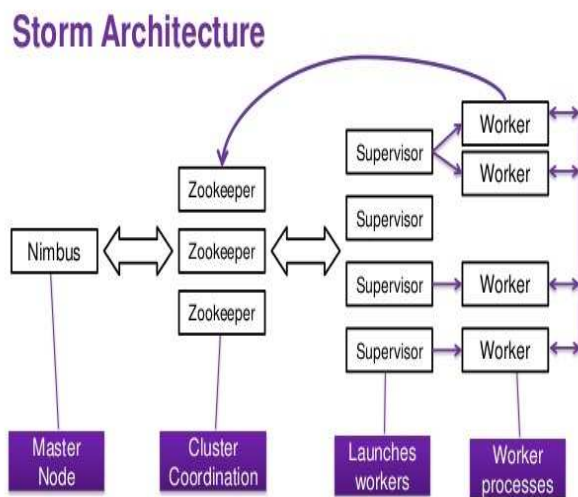 Storm Architecture
Worker
Supervisor
Worker
Zookeeper
Supervisor
Nimbus
Zookeeper
Supervisor
Worker
Zookeeper
Supervisor
Worker
Master
Node
Cluster
Coordination
Launches
workers
Worker
processes